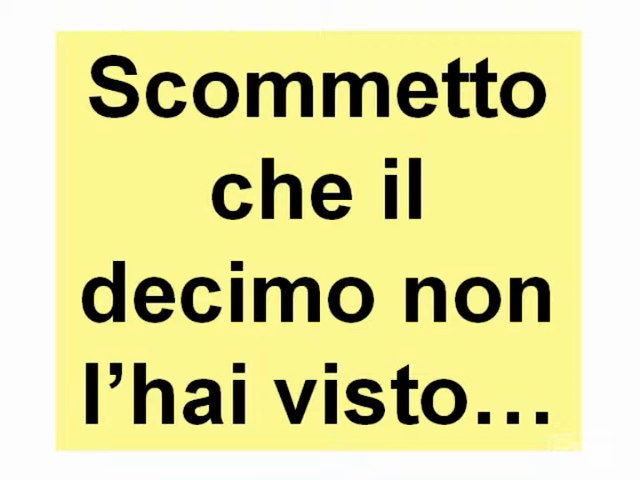 Scommetto
che il
decimo non
l’hai visto…